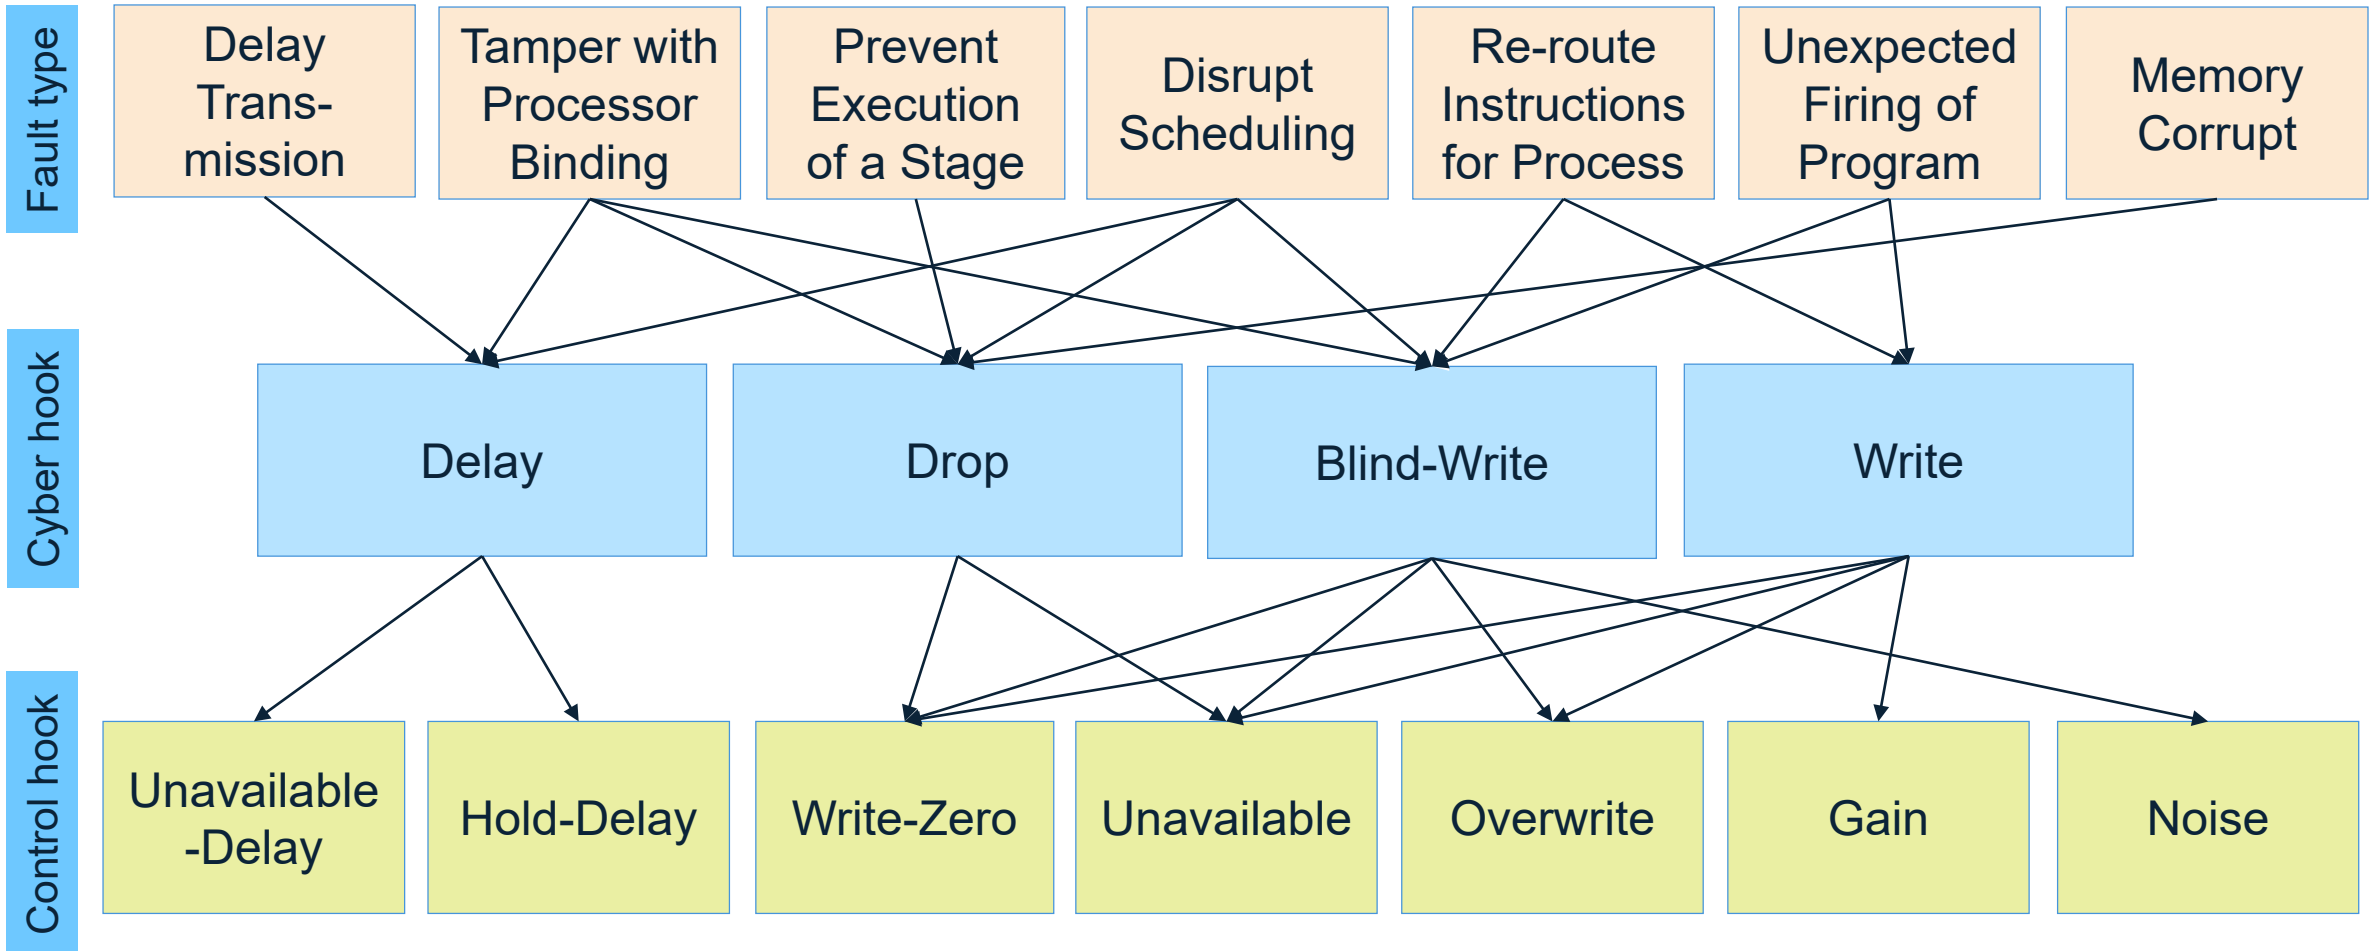 Fault type
Delay
Trans-
mission
Tamper with
Processor
Binding
Prevent
Execution
of a Stage
Disrupt
Scheduling
Re-route
Instructions
for Process
Unexpected
Firing of
Program
Memory
Corrupt
Cyber hook
Delay
Drop
Blind-Write
Write
Control hook
Unavailable
-Delay
Hold-Delay
Write-Zero
Unavailable
Overwrite
Gain
Noise